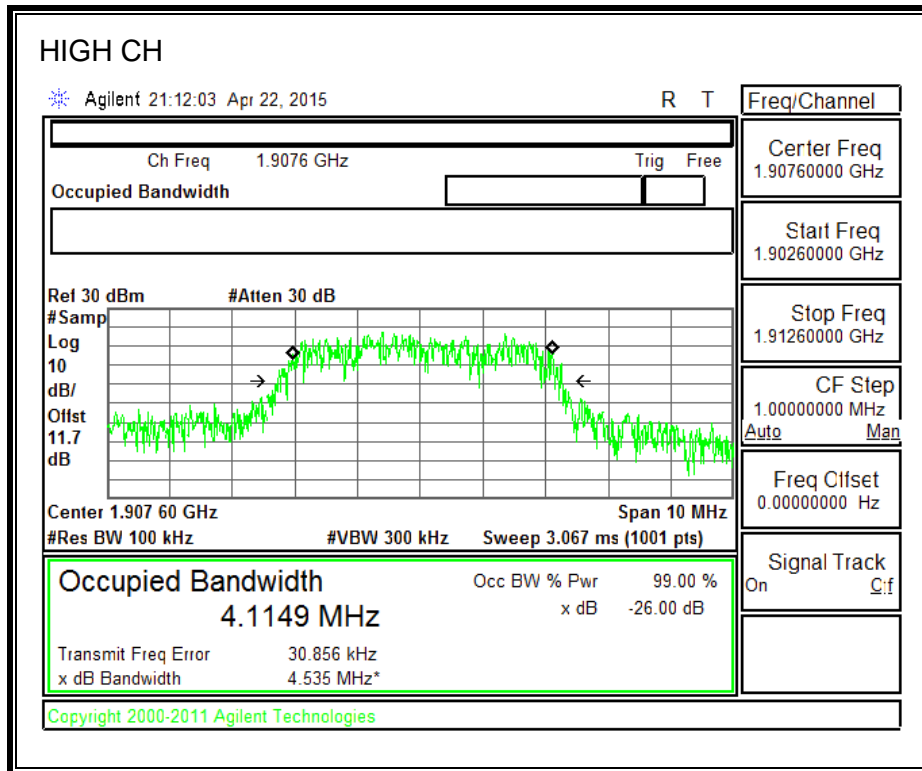 HIGH CH
Agilent 21:12:03 Apr 22, 2015 R T
Freq/Channel
Ch Freq 1.9076 GHz Trig Free
Occupied Bandwidth
Center Freq
1.90760000 GHz
Start Freq
1.90260000 GHz
Stop Freq
1.91260000 GHz
CF Step
1.00000000 MHz
Auto Man
Freq Offset
0.00000000 Hz
Signal Track
On Off
Ref 30 dBm #Atten 30 dB
#Samp
Log
10
dB/
Offst
11.7
dB
Center 1.907 60 GHz Span 10 MHz
#Res BW 100 kHz #VBW 300 kHz Sweep 3.067 ms (1001 pts)
Occupied Bandwidth Occ BW % Pwr 99.00 %
4.1149 MHz x dB -26.00 dB
Transmit Freq Error 30.856 kHz
x dB Bandwidth 4.535 MHz*
Copyright 2000-2011 Agilent Technologies